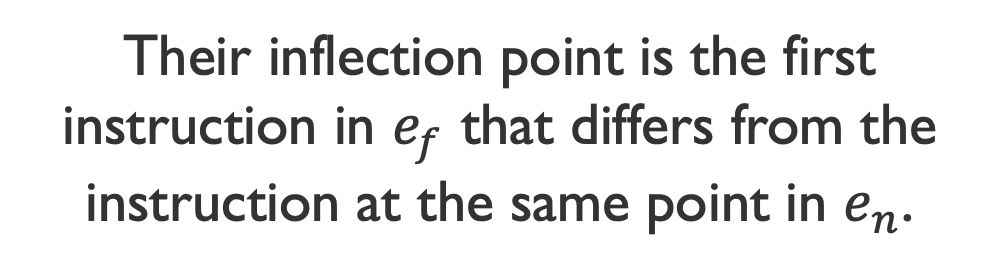 Their inflection point is the first
instruction in e_f that differs from the
instruction at the same point in e_n.